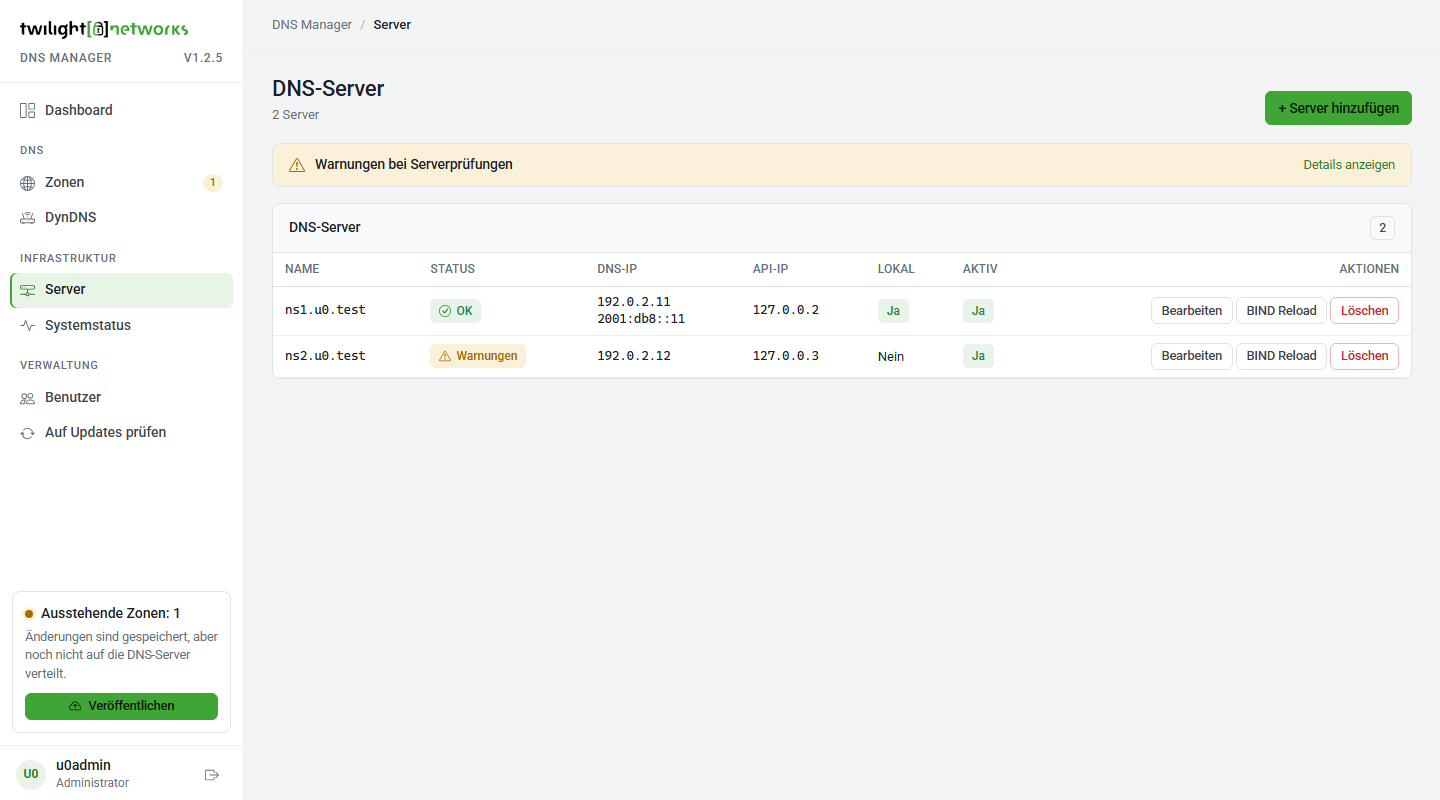 twilight[]networks
DNS MANAGER V1.2.5
Dashboard
DNS
Zonen 1
DynDNS
INFRASTRUKTUR
Server
Systemstatus
VERWALTUNG
Benutzer
Auf Updates prüfen
Ausstehende Zonen: 1
Änderungen sind gespeichert, aber
noch nicht auf die DNS-Server
verteilt.
Veröffentlichen
U0 u0admin
Administrator
DNS Manager / Server
DNS-Server
2 Server
+ Server hinzufügen
Warnungen bei Serverprüfungen Details anzeigen
DNS-Server 2
NAME STATUS DNS-IP API-IP LOKAL AKTIV AKTIONEN
ns1.u0.test OK 192.0.2.11 127.0.0.2 Ja Ja Bearbeiten BIND Reload Löschen
2001:db8::11
ns2.u0.test Warnungen 192.0.2.12 127.0.0.3 Nein Ja Bearbeiten BIND Reload Löschen